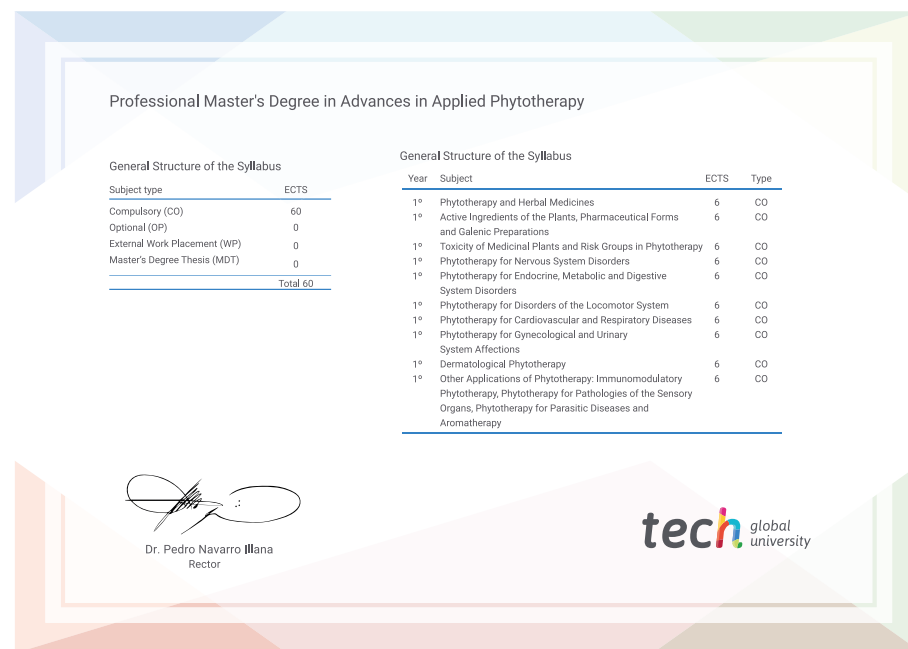 Professional Master's Degree in Advances in Applied Phytotherapy
General Structure of the Syllabus
Subject type ECTS
Compulsory (CO) 60
Optional (OP) 0
External Work Placement (WP) 0
Master's Degree Thesis (MDT) 0
Total 60
General Structure of the Syllabus
Year Subject ECTS Type
1º Phytotherapy and Herbal Medicines 6 CO
1º Active Ingredients of the Plants, Pharmaceutical Forms 6 CO
and Galenic Preparations
1º Toxicity of Medicinal Plants and Risk Groups in Phytotherapy 6 CO
1º Phytotherapy for Nervous System Disorders 6 CO
1º Phytotherapy for Endocrine, Metabolic and Digestive 6 CO
System Disorders
1º Phytotherapy for Disorders of the Locomotor System 6 CO
1º Phytotherapy for Cardiovascular and Respiratory Diseases 6 CO
1º Phytotherapy for Gynecological and Urinary 6 CO
System Affections
1º Dermatological Phytotherapy 6 CO
1º Other Applications of Phytotherapy: Immunomodulatory 6 CO
Phytotherapy, Phytotherapy for Pathologies of the Sensory
Organs, Phytotherapy for Parasitic Diseases and
Aromatherapy
Dr. Pedro Navarro Illana
Rector
tech global
university